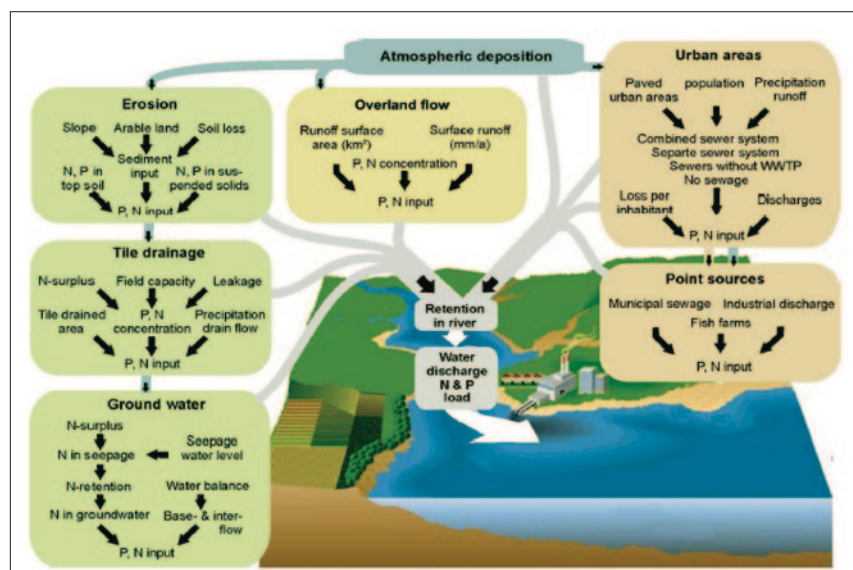 Atmospheric deposition
Erosion
Slope
Arable land
Soil loss
Sediment
input
N, P in
top soil
N, P in sus-
pended solids
P, N input
Tile drainage
N-surplus
Field capacity
Leakage
Tile drained
area
P, N
concentration
Precipitation
drain flow
P, N input
Ground water
N-surplus
N in seepage
Seepage
water level
N-retention
Water balance
N in groundwater
Base- & inter-
flow
P, N input
Overland flow
Runoff surface
area (km²)
Surface runoff
(mm/a)
P, N concentration
P, N input
Retention
in river
Water
discharge
N & P
load
Urban areas
Paved
urban areas
population
Precipitation
runoff
Combined sewer system
Separte sewer system
Sewers without WWTP
No sewage
Loss per
inhabitant
Discharges
P, N input
Point sources
Municipal sewage
Industrial discharge
Fish farms
P, N input